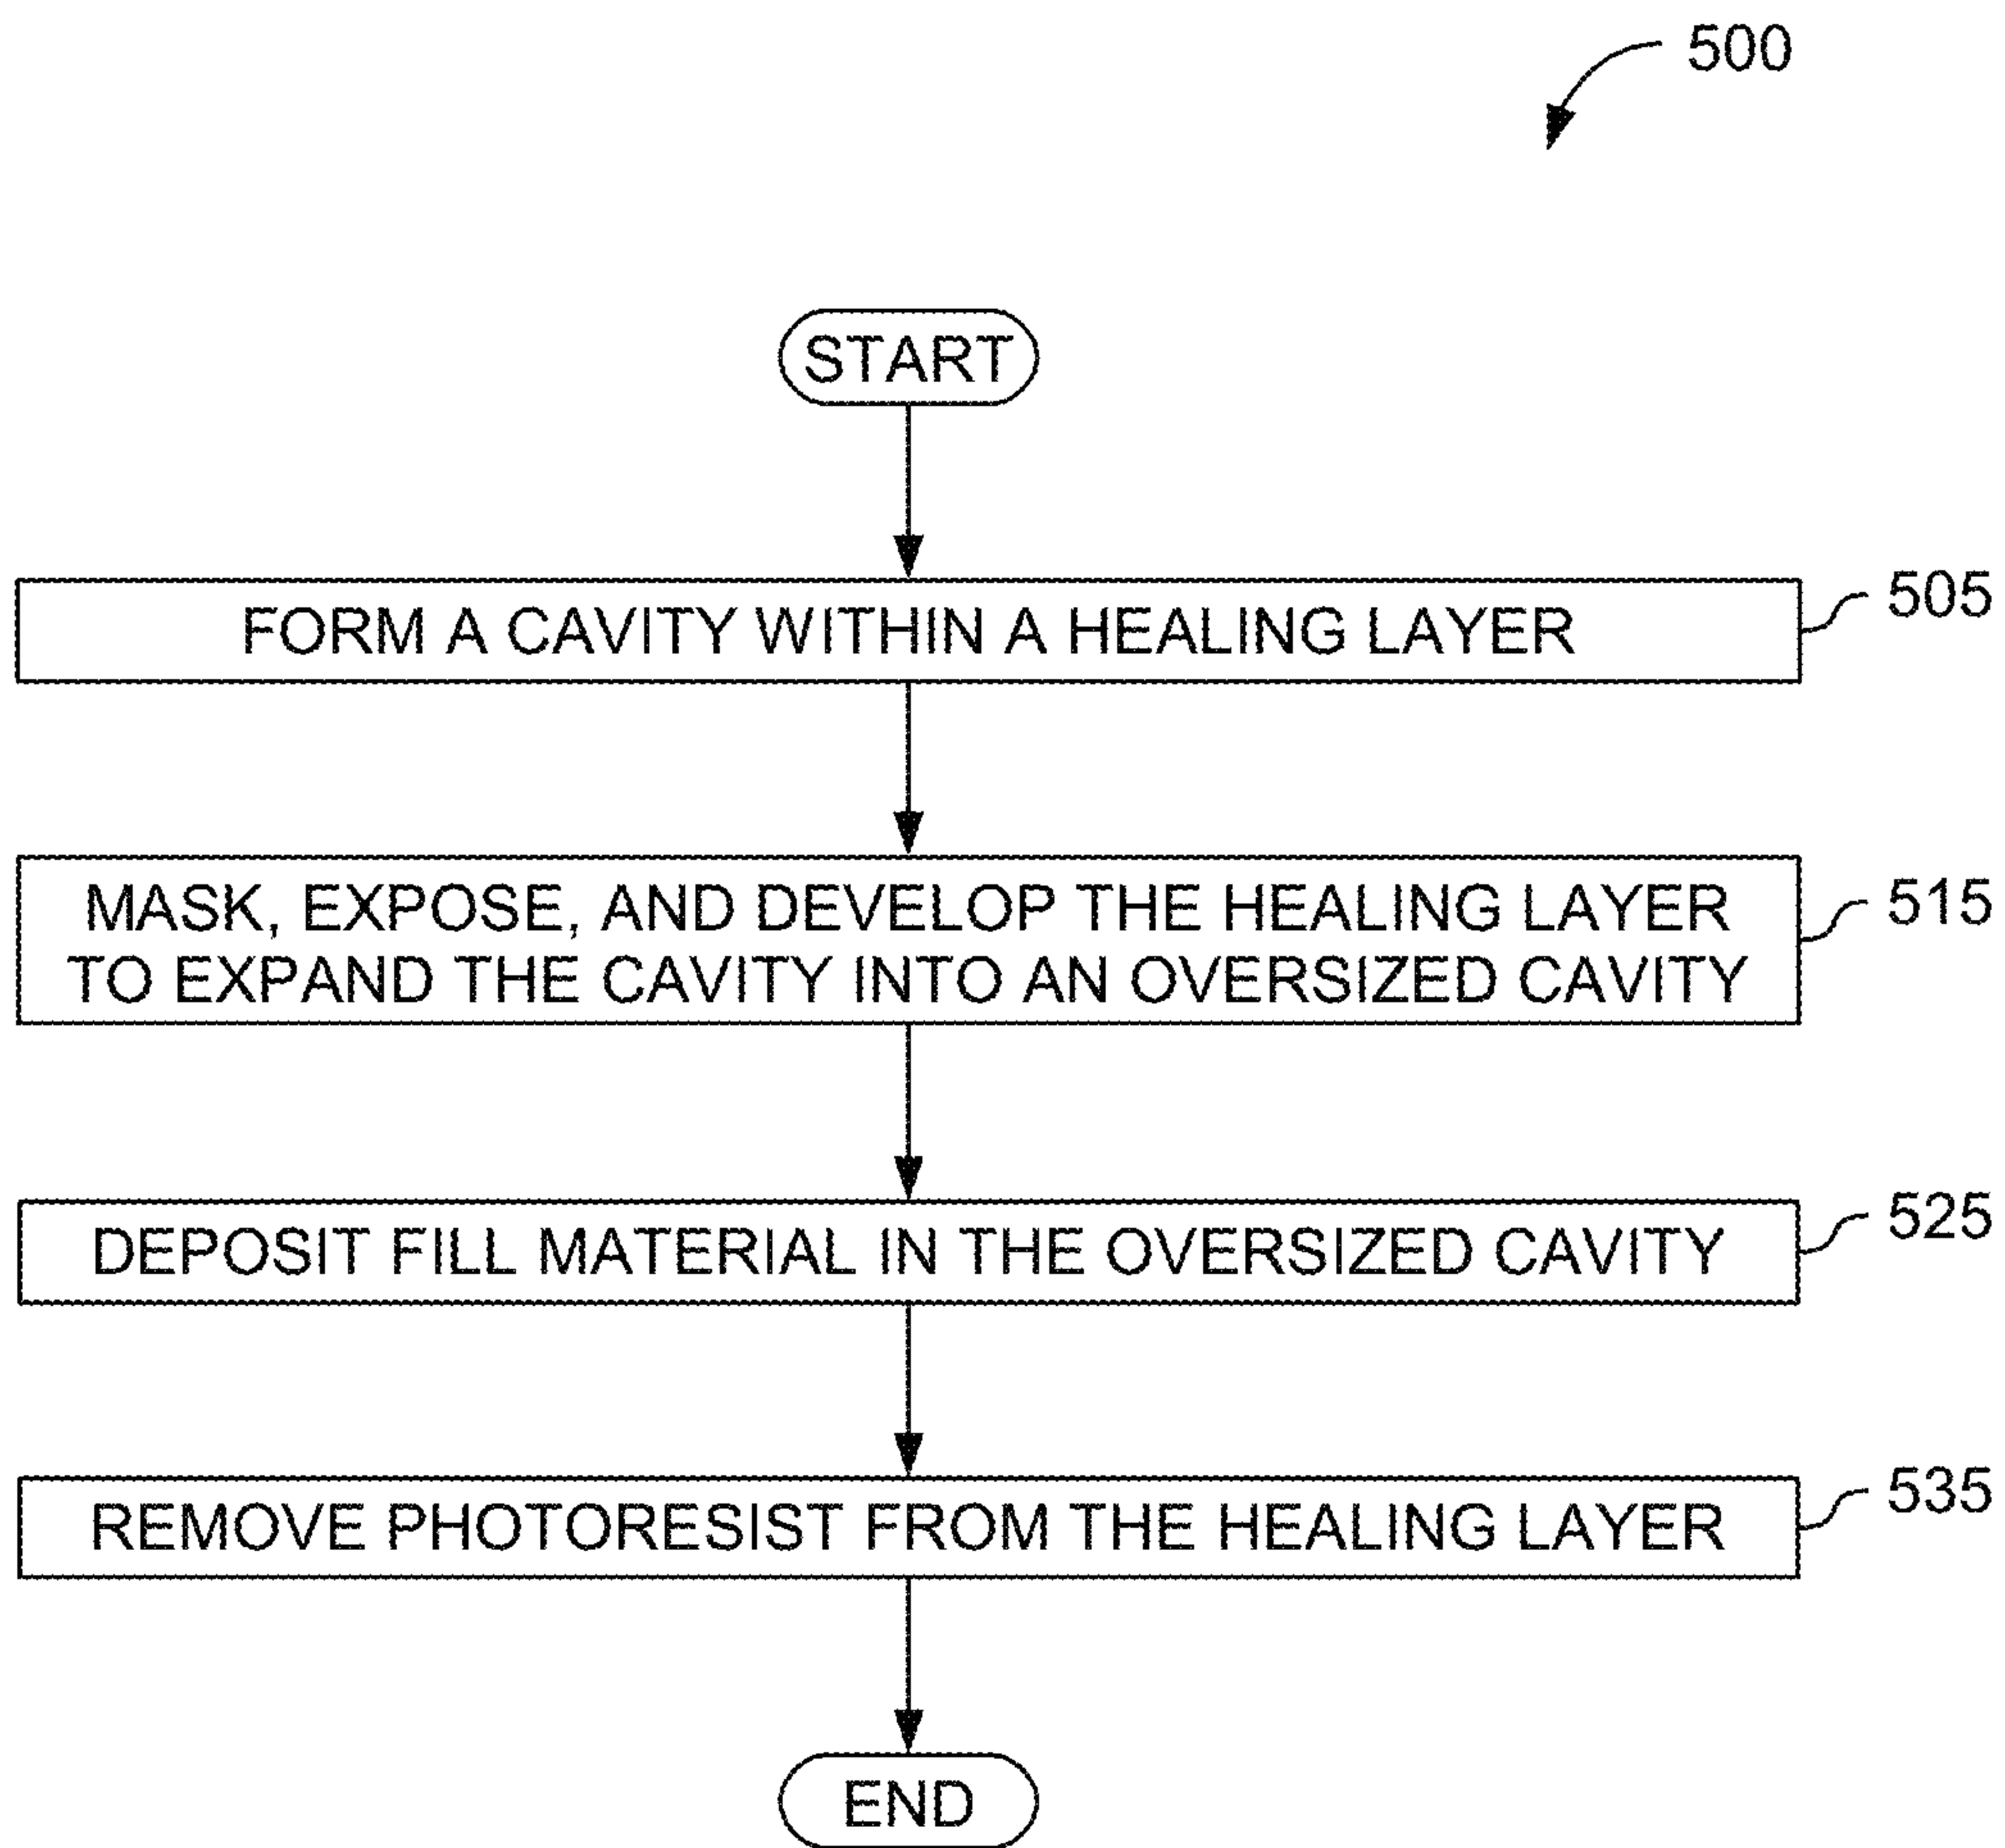 500
START
FORM A CAVITY WITHIN A HEALING LAYER
505
MASK, EXPOSE, AND DEVELOP THE HEALING LAYER
TO EXPAND THE CAVITY INTO AN OVERSIZED CAVITY
515
DEPOSIT FILL MATERIAL IN THE OVERSIZED CAVITY
525
REMOVE PHOTORESIST FROM THE HEALING LAYER
535
END